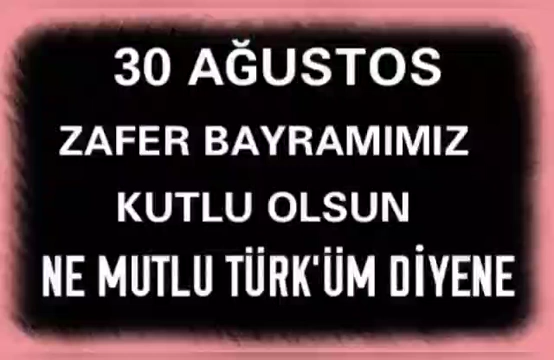 30 AĞUSTOS
ZAFER BAYRAMIMIZ
KUTLU OLSUN
NE MUTLU TÜRK'ÜM DİYENE